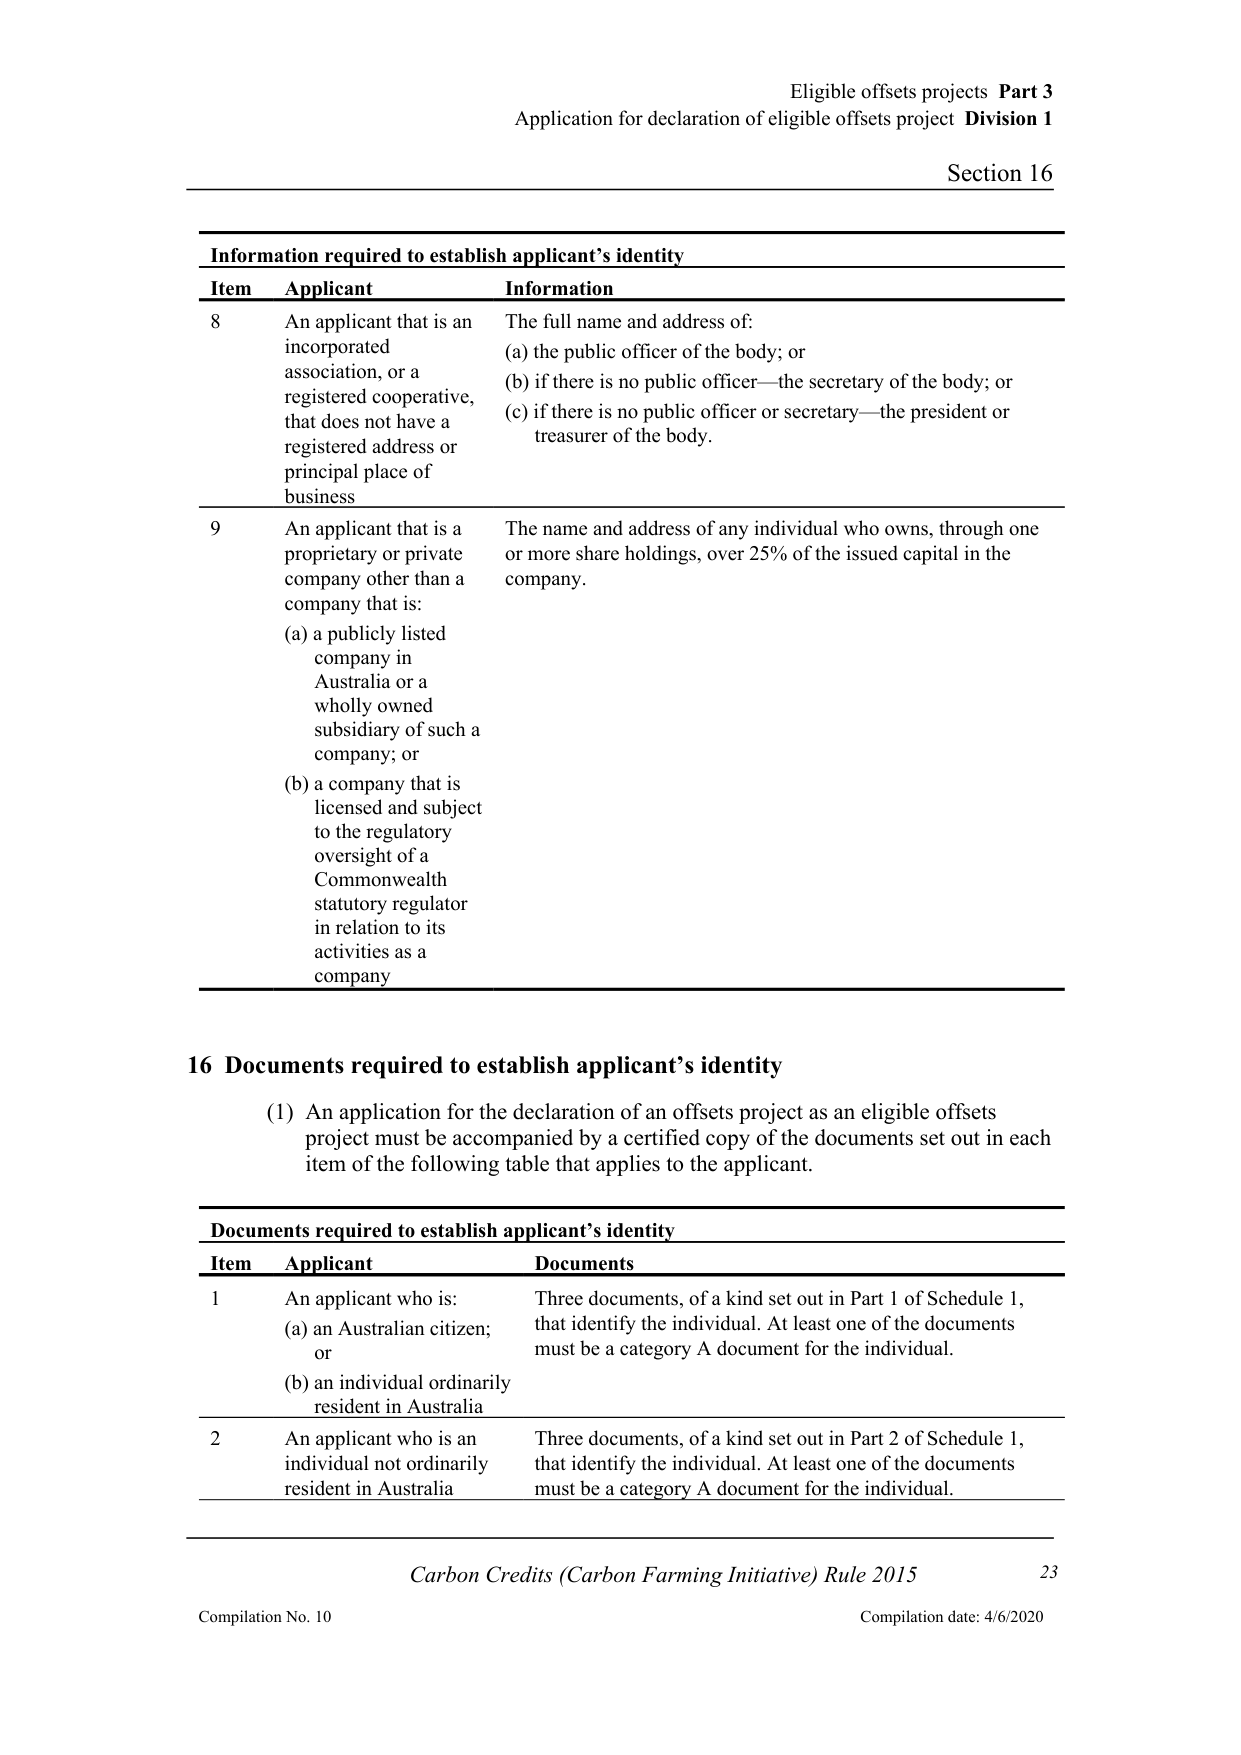 Eligible offsets projects  Part 3
Application for declaration of eligible offsets project  Division 1
Section 16
Information required to establish applicant’s identity
Item Applicant Information
8 An applicant that is an The full name and address of:
incorporated (a) the public officer of the body; or
association, or a
registered cooperative, (b) if there is no public officer—the secretary of the body; or
that does not have a (c) if there is no public officer or secretary—the president or
registered address or treasurer of the body.
principal place of
business
9 An applicant that is a The name and address of any individual who owns, through one
proprietary or private or more share holdings, over 25% of the issued capital in the
company other than a company.
company that is:
(a) a publicly listed
company in
Australia or a
wholly owned
subsidiary of such a
company; or
(b) a company that is
licensed and subject
to the regulatory
oversight of a
Commonwealth
statutory regulator
in relation to its
activities as a
company
16  Documents required to establish applicant’s identity
(1) An application for the declaration of an offsets project as an eligible offsets
project must be accompanied by a certified copy of the documents set out in each
item of the following table that applies to the applicant.
Documents required to establish applicant’s identity
Item Applicant Documents
1 An applicant who is: Three documents, of a kind set out in Part 1 of Schedule 1,
(a) an Australian citizen; that identify the individual. At least one of the documents
or must be a category A document for the individual.
(b) an individual ordinarily
resident in Australia
2 An applicant who is an Three documents, of a kind set out in Part 2 of Schedule 1,
individual not ordinarily that identify the individual. At least one of the documents
resident in Australia must be a category A document for the individual.
Carbon Credits (Carbon Farming Initiative) Rule 2015 23
Compilation No. 10 Compilation date: 4/6/2020